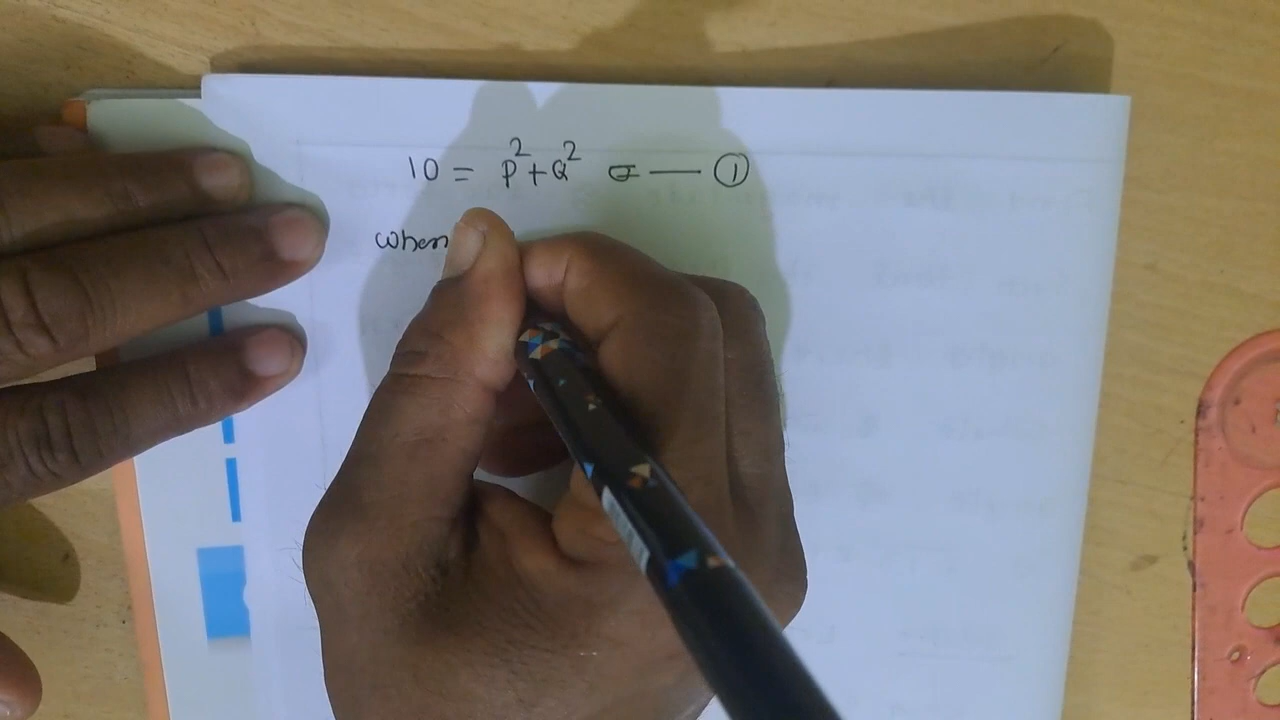 10 = P²+Q² — ①
when